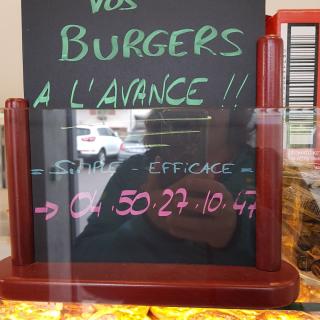 VOS
BURGERS
A L'AVANCE !!
= SIMPLE - EFFICACE =
→ 04.50.27.10.47